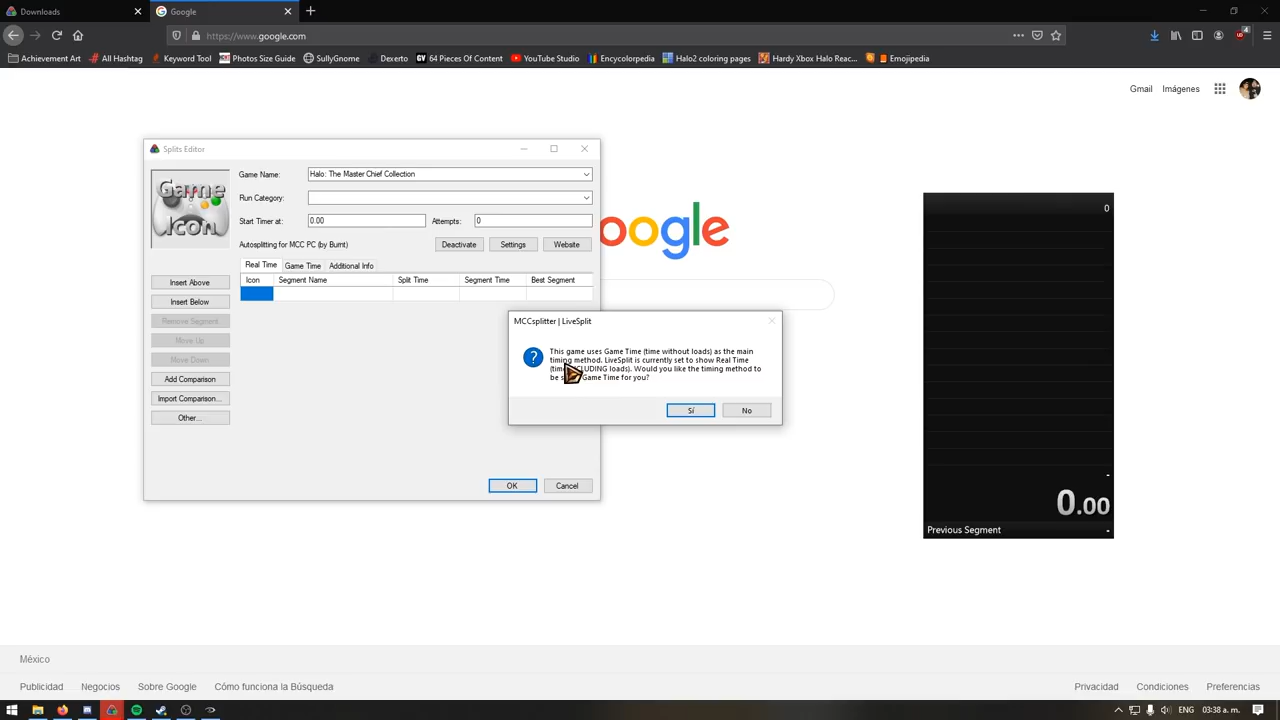 Downloads
Google
https://www.google.com
Achievement Art
All Hashtag
Keyword Tool
Photos Size Guide
SullyGnome
Dexerto
64 Pieces Of Content
YouTube Studio
Encycolorpedia
Halo2 coloring pages
Hardy Xbox Halo Reac...
Emojipedia
Gmail
Imágenes
Splits Editor
Game Icon
Game Name:
Halo: The Master Chief Collection
Run Category:
Start Timer at:
0.00
Attempts:
0
Autosplitting for MCC PC (by Burnt)
Deactivate
Settings
Website
Real Time
Game Time
Additional Info
Icon
Segment Name
Split Time
Segment Time
Best Segment
Insert Above
Insert Below
Remove Segment
Move Up
Move Down
Add Comparison
Import Comparison...
Other...
OK
Cancel
oogle
MCCsplitter | LiveSplit
This game uses Game Time (time without loads) as the main
timing method. LiveSplit is currently set to show Real Time
loads). Would you like the timing method to
be Game Time for you?
Sí
No
0
-
0.00
Previous Segment
-
México
Publicidad
Negocios
Sobre Google
Cómo funciona la Búsqueda
Privacidad
Condiciones
Preferencias
ENG
03:38 a. m.